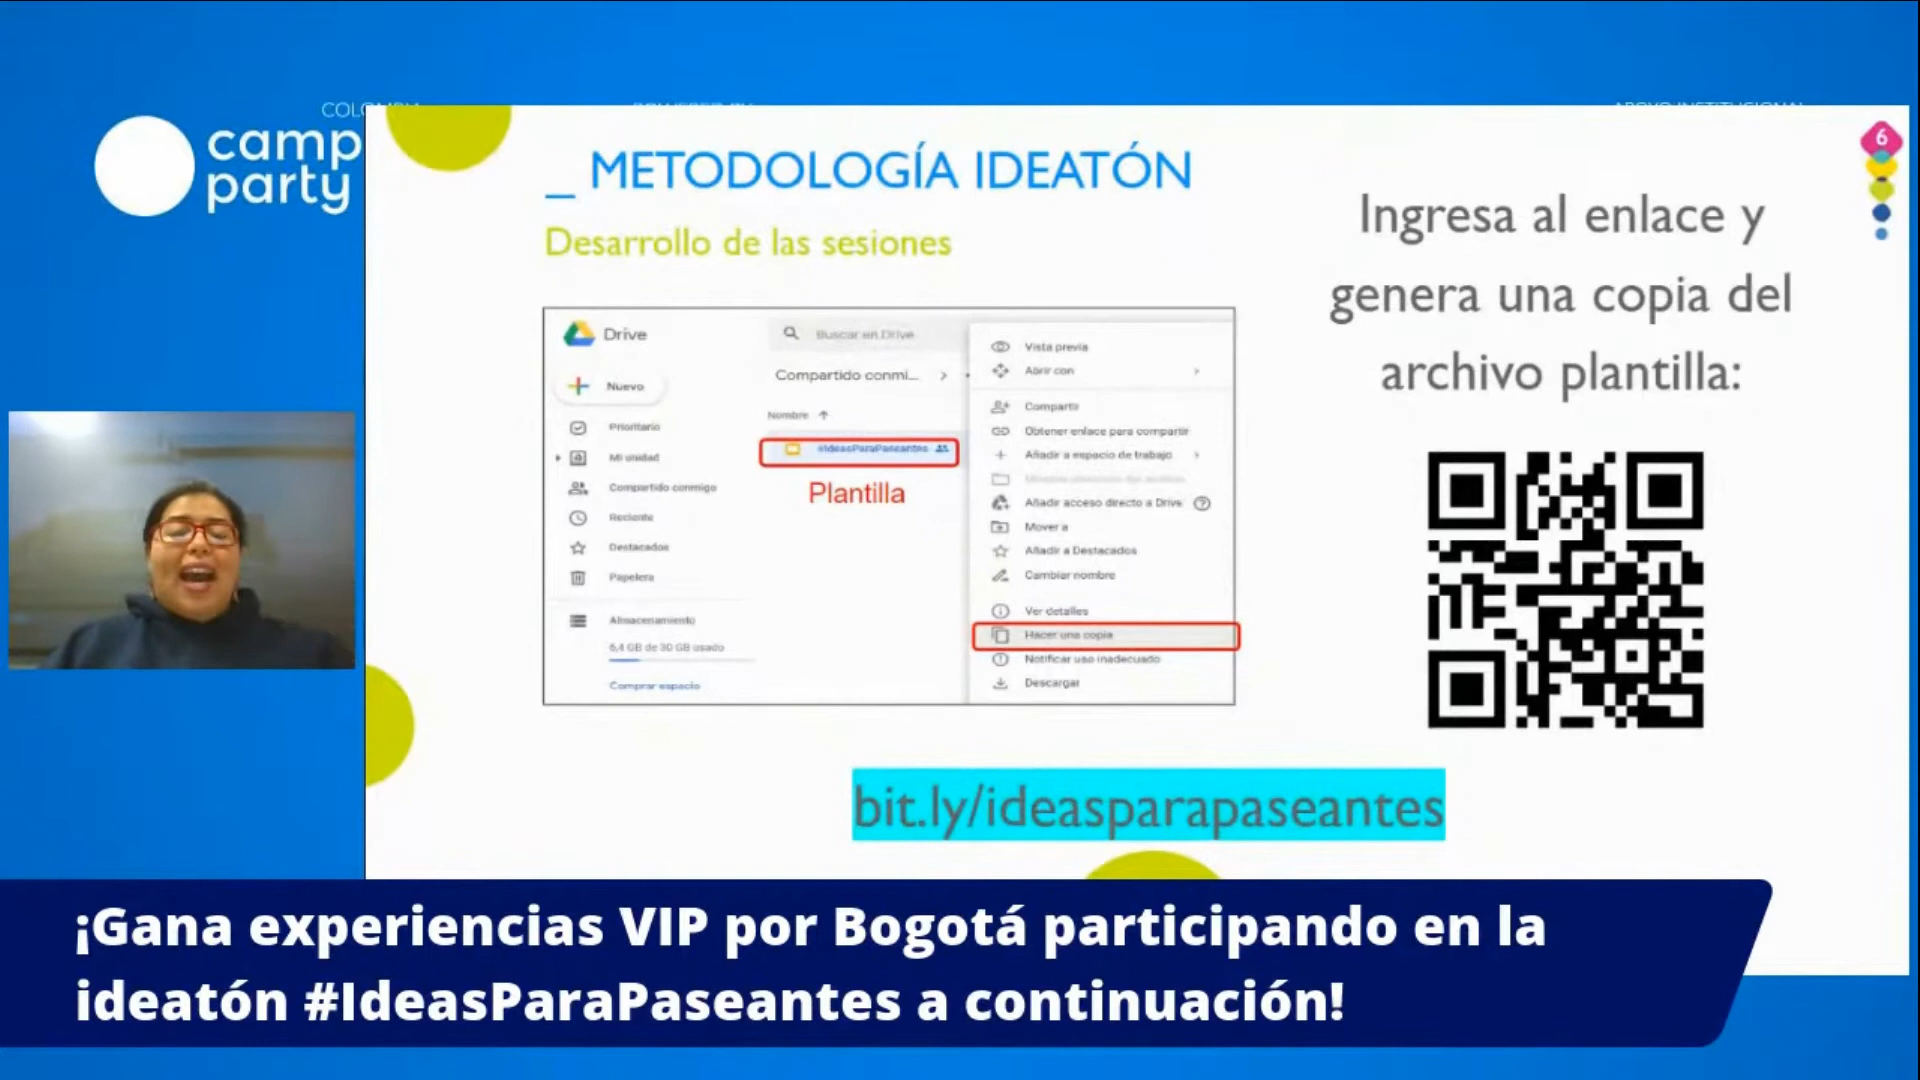 camp
party
_ METODOLOGÍA IDEATÓN
Desarrollo de las sesiones
Ingresa al enlace y
genera una copia del
archivo plantilla:
6
Drive
Buscar en Drive
Nuevo
Compartido conmi...
Nombre
Prioritario
Mi unidad
Compartido conmigo
Reciente
Destacados
Papelera
Almacenamiento
6,4 GB de 30 GB usado
Comprar espacio
#IdeasParaPaseantes
Plantilla
Vista previa
Abrir con
Compartir
Obtener enlace para compartir
Añadir a espacio de trabajo
Añadir acceso directo a Drive
Mover a
Añadir a Destacados
Cambiar nombre
Ver detalles
Hacer una copia
Notificar uso inadecuado
Descargar
bit.ly/ideasparapaseantes
¡Gana experiencias VIP por Bogotá participando en la
ideatón #IdeasParaPaseantes a continuación!